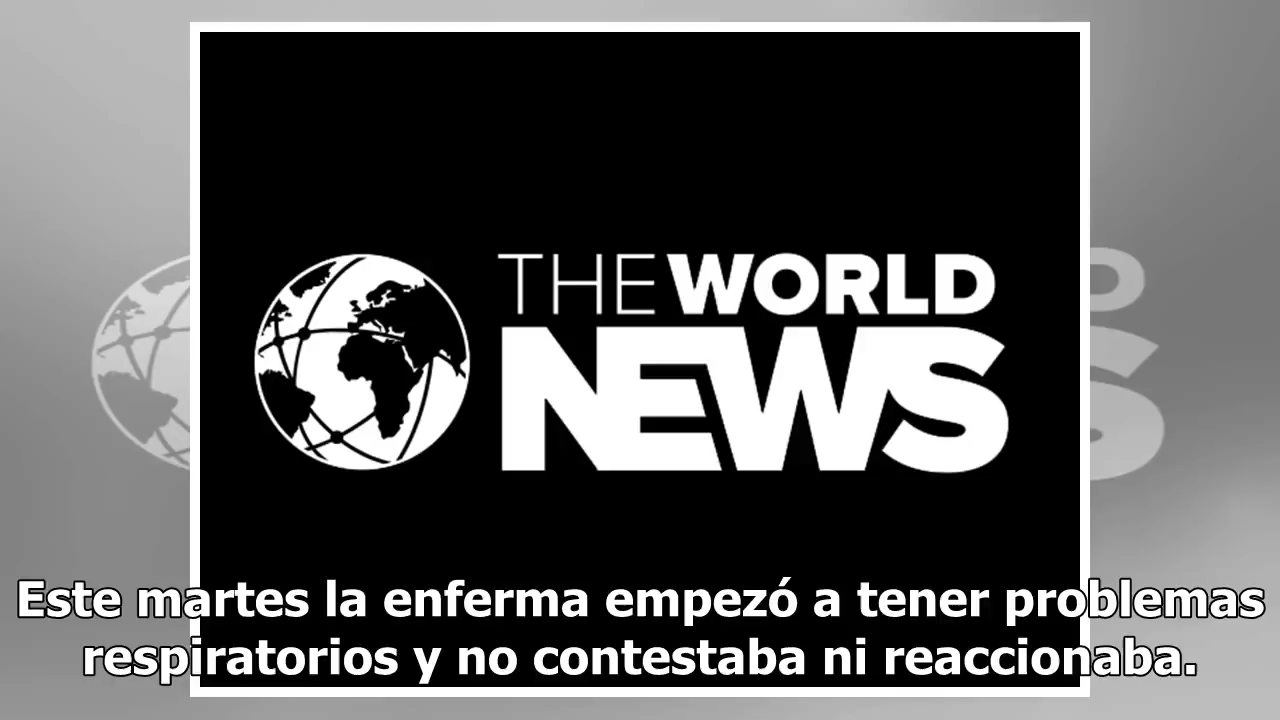 THE WORLD
NEWS
Este martes la enferma empezó a tener problemas
respiratorios y no contestaba ni reaccionaba.